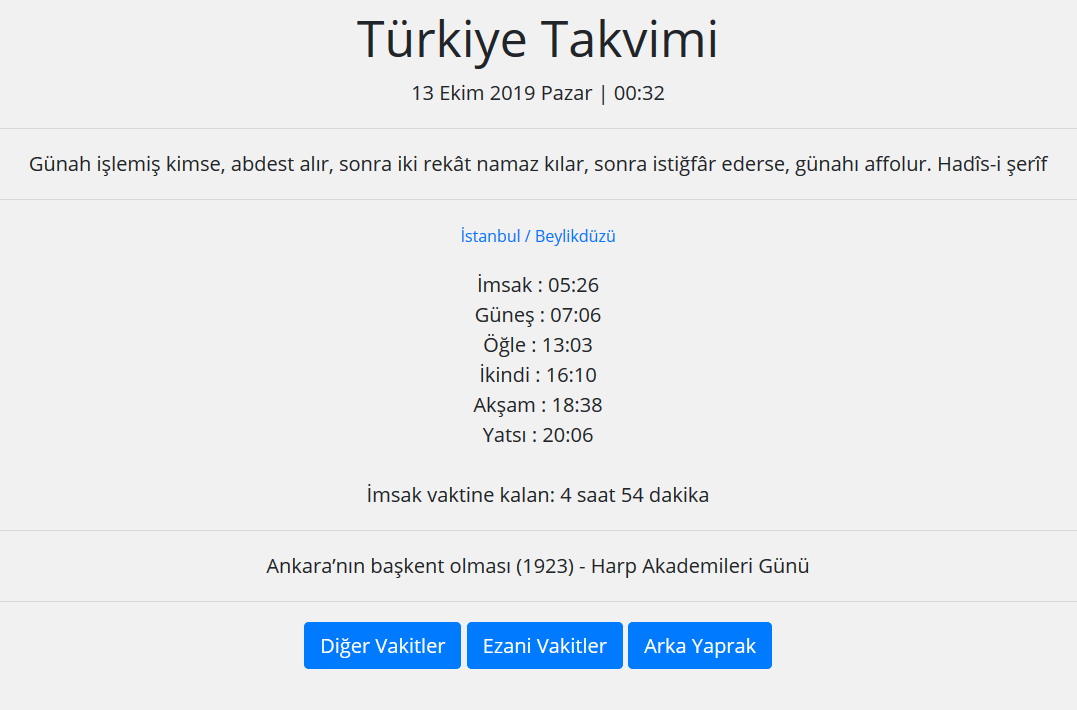 Türkiye Takvimi
13 Ekim 2019 Pazar | 00:32
Günah işlemiş kimse, abdest alır, sonra iki rekât namaz kılar, sonra istiğfâr ederse, günahı affolur. Hadîs-i şerîf
İstanbul / Beylikdüzü
İmsak : 05:26
Güneş : 07:06
Öğle : 13:03
İkindi : 16:10
Akşam : 18:38
Yatsı : 20:06
İmsak vaktine kalan: 4 saat 54 dakika
Ankara’nın başkent olması (1923) - Harp Akademileri Günü
Diğer Vakitler Ezani Vakitler Arka Yaprak